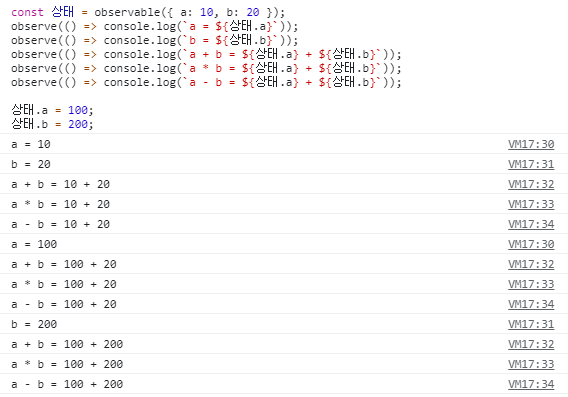 const 상태 = observable({ a: 10, b: 20 });
observe(() => console.log(`a = ${상태.a}`));
observe(() => console.log(`b = ${상태.b}`));
observe(() => console.log(`a + b = ${상태.a} + ${상태.b}`));
observe(() => console.log(`a * b = ${상태.a} + ${상태.b}`));
observe(() => console.log(`a - b = ${상태.a} + ${상태.b}`));
상태.a = 100;
상태.b = 200;
a = 10 VM17:30
b = 20 VM17:31
a + b = 10 + 20 VM17:32
a * b = 10 + 20 VM17:33
a - b = 10 + 20 VM17:34
a = 100 VM17:30
a + b = 100 + 20 VM17:32
a * b = 100 + 20 VM17:33
a - b = 100 + 20 VM17:34
b = 200 VM17:31
a + b = 100 + 200 VM17:32
a * b = 100 + 200 VM17:33
a - b = 100 + 200 VM17:34